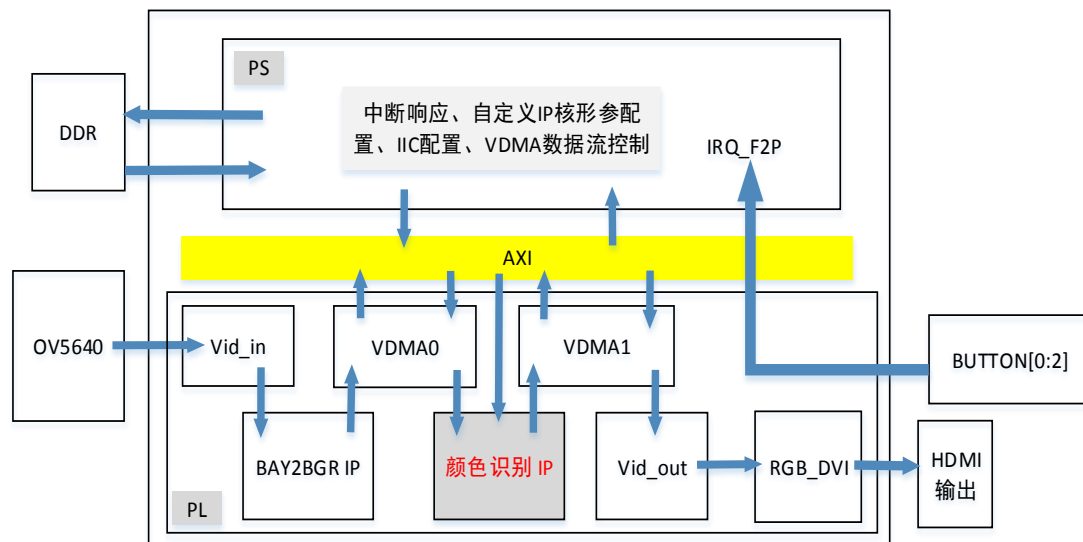 PS
中断响应、自定义IP核形参配
置、IIC配置、VDMA数据流控制
IRQ_F2P
DDR
AXI
OV5640
Vid_in
VDMA0
VDMA1
BUTTON[0:2]
BAY2BGR IP
颜色识别 IP
Vid_out
RGB_DVI
HDMI
输出
PL